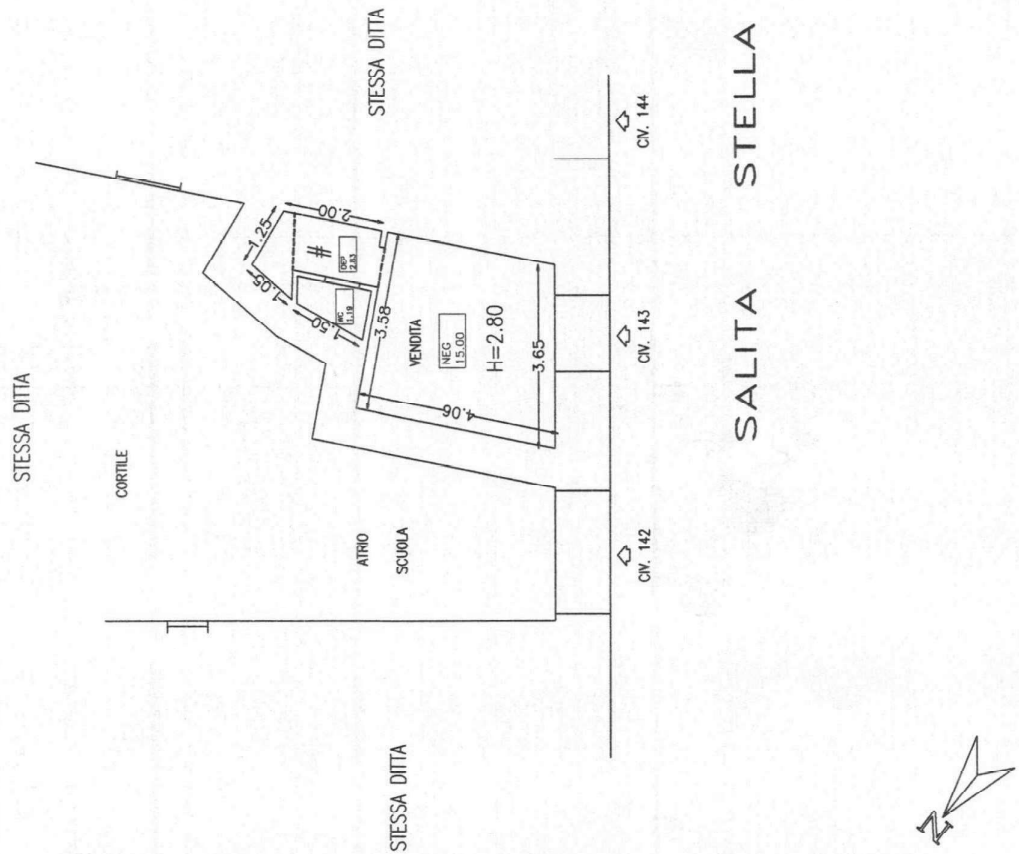 STESSA DITTA
STESSA DITTA
CORTILE
1.25
2.00
1.05
#
DEP
2.83
WC
1.19
1.50
3.58
VENDITA
NEG
15.00
H=2.80
4.06
3.65
ATRIO
SCUOLA
CIV. 142
CIV. 143
CIV. 144
SALITA STELLA
STESSA DITTA
N